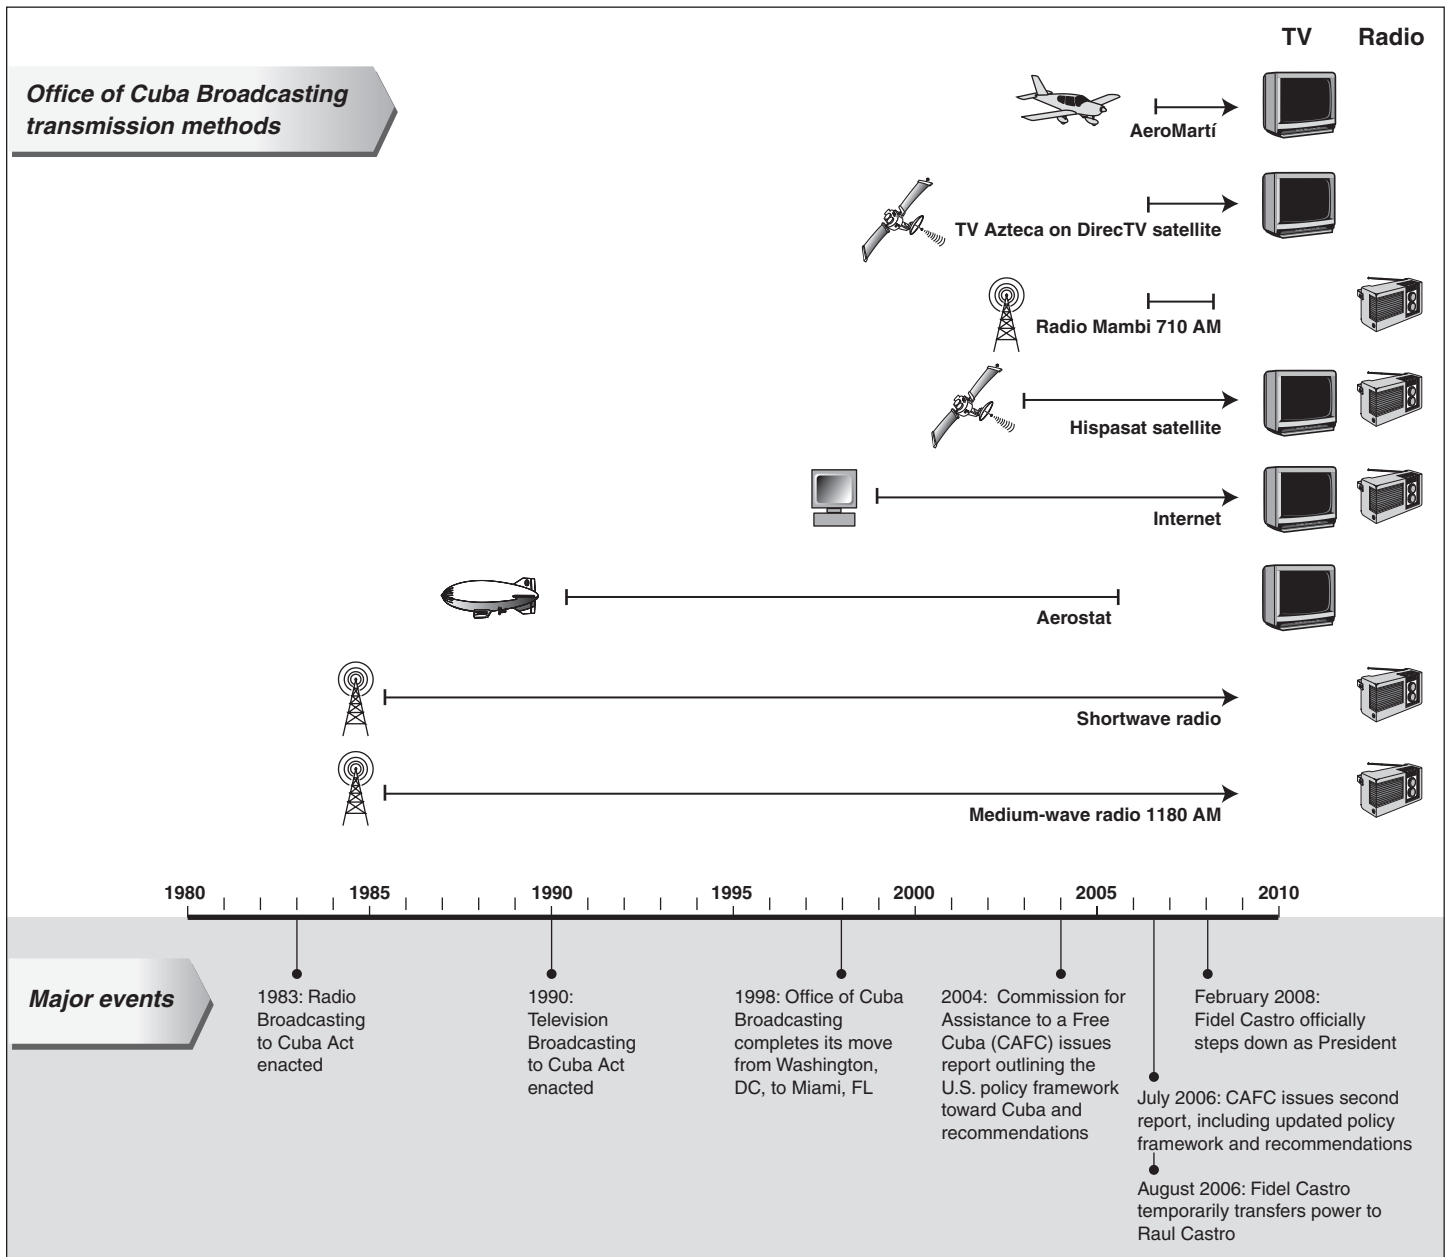 TV Radio
Office of Cuba Broadcasting
transmission methods
AeroMartí
TV Azteca on DirecTV satellite
Radio Mambi 710 AM
Hispasat satellite
Internet
Aerostat
Shortwave radio
Medium-wave radio 1180 AM
1980 1985 1990 1995 2000 2005 2010
Major events
1983: Radio
Broadcasting
to Cuba Act
enacted
1990:
Television
Broadcasting
to Cuba Act
enacted
1998: Office of Cuba
Broadcasting
completes its move
from Washington,
DC, to Miami, FL
2004: Commission for
Assistance to a Free
Cuba (CAFC) issues
report outlining the
U.S. policy framework
toward Cuba and
recommendations
February 2008:
Fidel Castro officially
steps down as President
July 2006: CAFC issues second
report, including updated policy
framework and recommendations
August 2006: Fidel Castro
temporarily transfers power to
Raul Castro